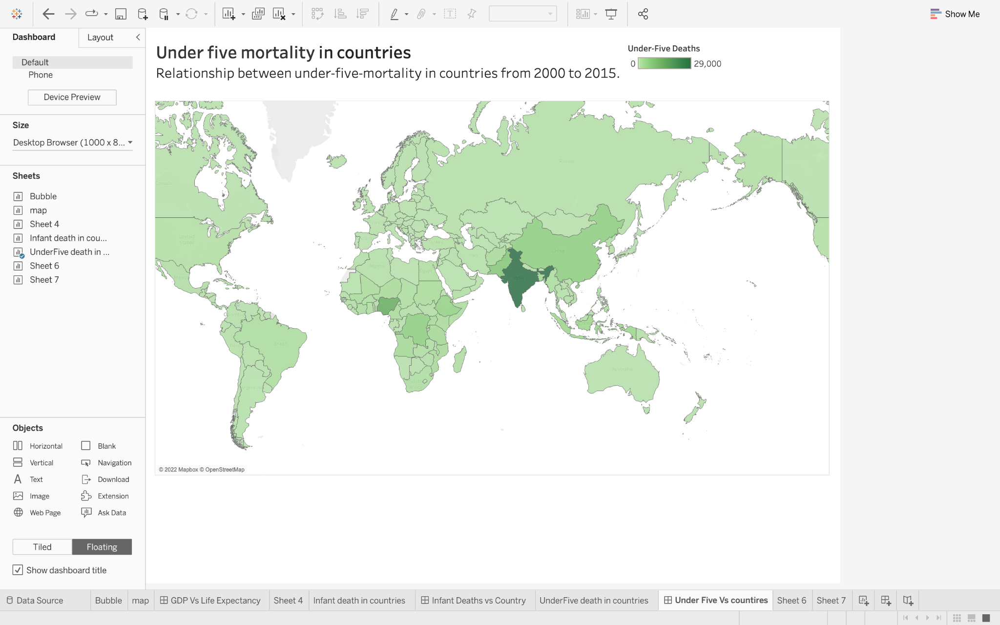 Show Me
Dashboard
Layout
Default
Phone
Device Preview
Size
Desktop Browser (1000 x 8...
Sheets
Bubble
map
Sheet 4
Infant death in cou...
UnderFive death in ...
Sheet 6
Sheet 7
Objects
Horizontal
Blank
Vertical
Navigation
Text
Download
Image
Extension
Web Page
Ask Data
Tiled
Floating
Show dashboard title
Under five mortality in countries
Relationship between under-five-mortality in countries from 2000 to 2015.
Under-Five Deaths
0
29,000
Russia
Canada
United
States
France
Turkey
Iran
China
Algeria
Egypt
India
Mexico
Colombia
Indonesia
Peru
Brazil
Australia
South
Africa
Argentina
© 2022 Mapbox © OpenStreetMap
Data Source
Bubble
map
GDP Vs Life Expectancy
Sheet 4
Infant death in countries
Infant Deaths vs Country
UnderFive death in countries
Under Five Vs countires
Sheet 6
Sheet 7